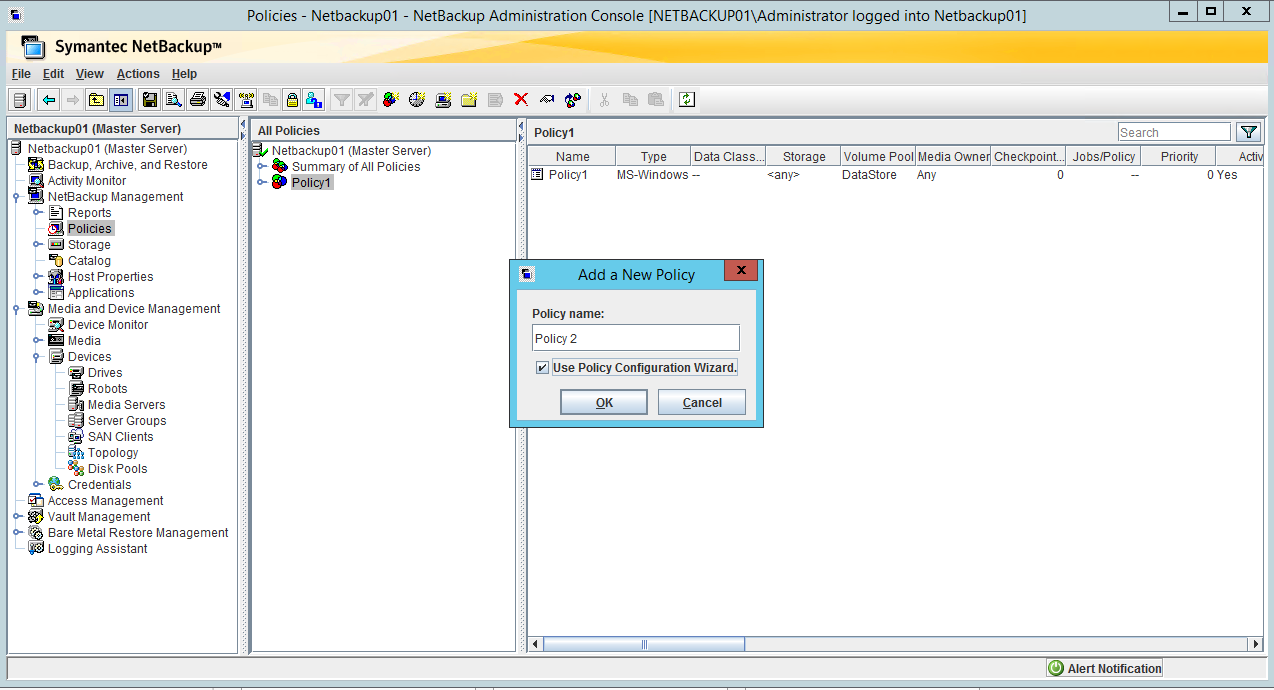 Policies - Netbackup01 - NetBackup Administration Console [NETBACKUP01\Administrator logged into Netbackup01]
Symantec NetBackup™
File Edit View Actions Help
Netbackup01 (Master Server)
Netbackup01 (Master Server)
Backup, Archive, and Restore
Activity Monitor
NetBackup Management
Reports
Policies
Storage
Catalog
Host Properties
Applications
Media and Device Management
Device Monitor
Media
Devices
Drives
Robots
Media Servers
Server Groups
SAN Clients
Topology
Disk Pools
Credentials
Access Management
Vault Management
Bare Metal Restore Management
Logging Assistant
All Policies
Netbackup01 (Master Server)
Summary of All Policies
Policy1
Policy1
Search
Name Type Data Class... Storage Volume Pool Media Owner Checkpoint... Jobs/Policy Priority Activ
Policy1 MS-Windows -- <any> DataStore Any 0 -- 0 Yes
Add a New Policy
Policy name:
Policy 2
Use Policy Configuration Wizard.
OK Cancel
Alert Notification